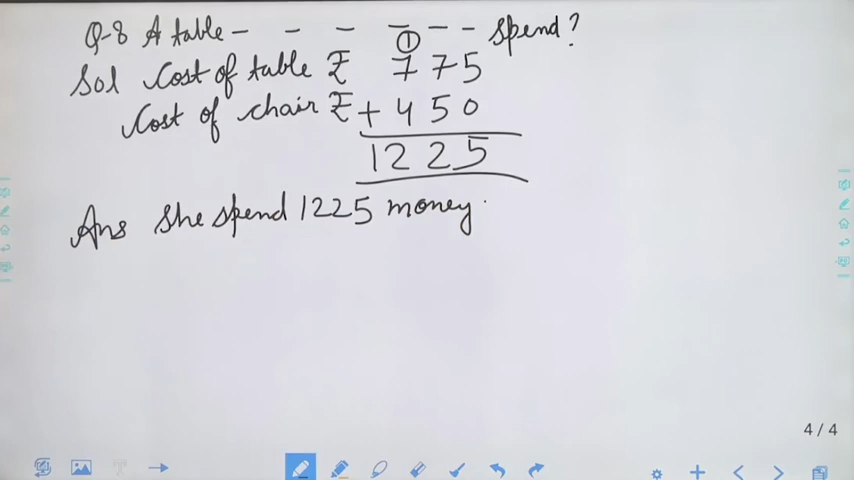 Q-8 A table - - - - - - spend?
①
Sol Cost of table ₹ 775
Cost of chair ₹ + 450
1225
Ans She spend 1225 money.
4 / 4